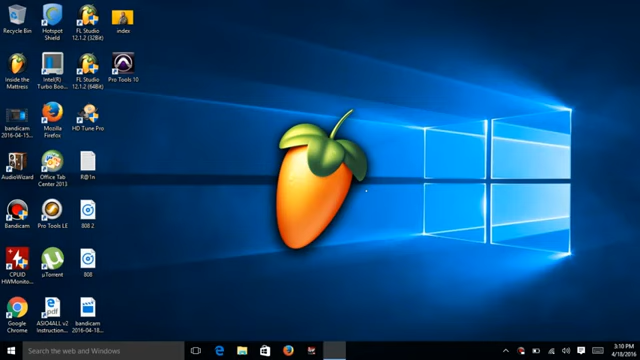 Recycle Bin
Hotspot
Shield
FL Studio
12.1.2 (32Bit)
index
Inside the
Mattress
Intel(R)
Turbo Boo...
FL Studio
12.1.2 (64Bit)
Pro Tools 10
bandicam
2016-04-15...
Mozilla
Firefox
HD Tune Pro
AudioWizard
Office Tab
Center 2013
R@1n
Bandicam
Pro Tools LE
808 2
CPUID
HWMonito...
µTorrent
808
Google
Chrome
ASIO4ALL v2
Instruction...
bandicam
2016-04-18...
Search the web and Windows
3:10 PM
4/18/2016